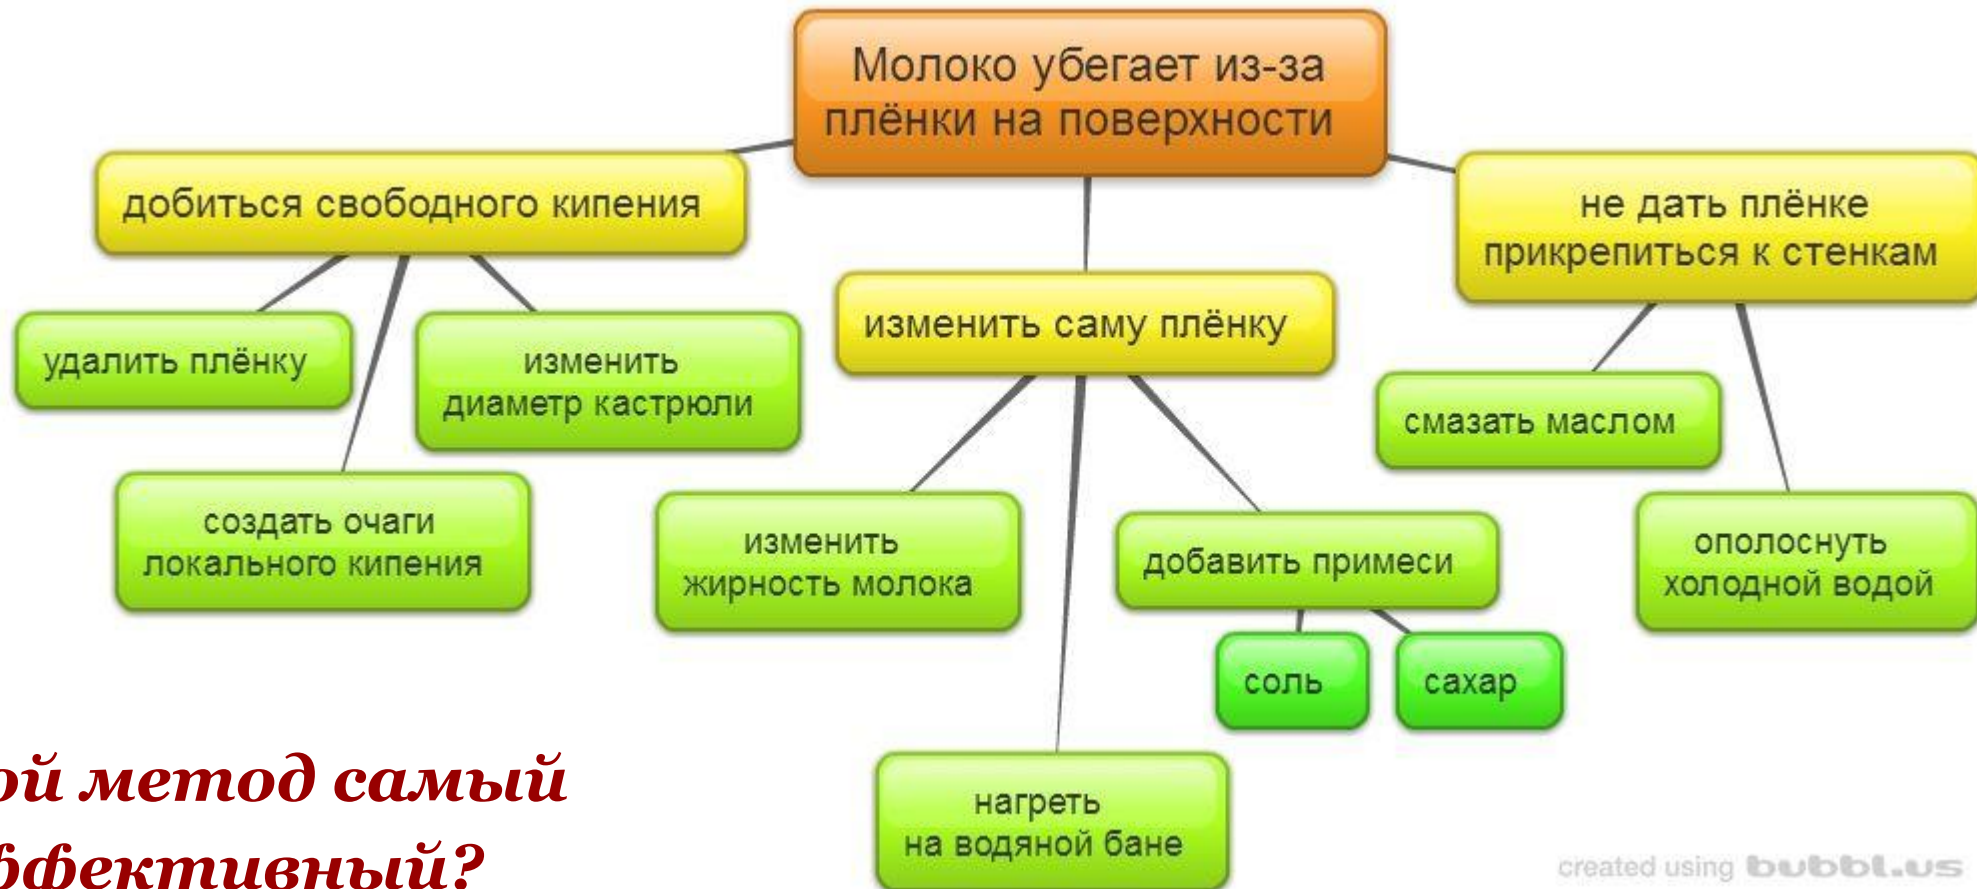 Молоко убегает из-за
плёнки на поверхности
добиться свободного кипения
удалить плёнку
изменить
диаметр кастрюли
создать очаги
локального кипения
изменить саму плёнку
изменить
жирность молока
добавить примеси
соль
сахар
нагреть
на водяной бане
не дать плёнке
прикрепиться к стенкам
смазать маслом
ополоснуть
холодной водой
метод самый
created using bubbl.us